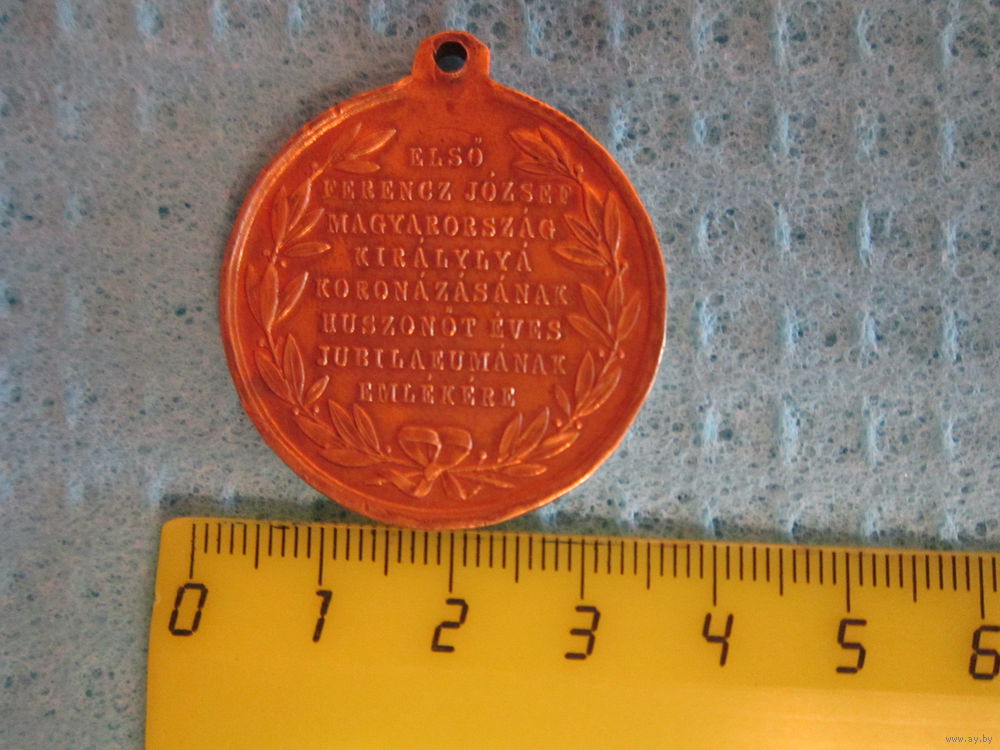 ELSŐ
FERENCZ JÓZSEF
MAGYARORSZÁG
KIRÁLYLYÁ
KORONÁZÁSÁNAK
HUSZONÖT ÉVES
JUBILAEUMÁNAK
EMLÉKÉRE
0 1 2 3 4 5 6
www.ay.by